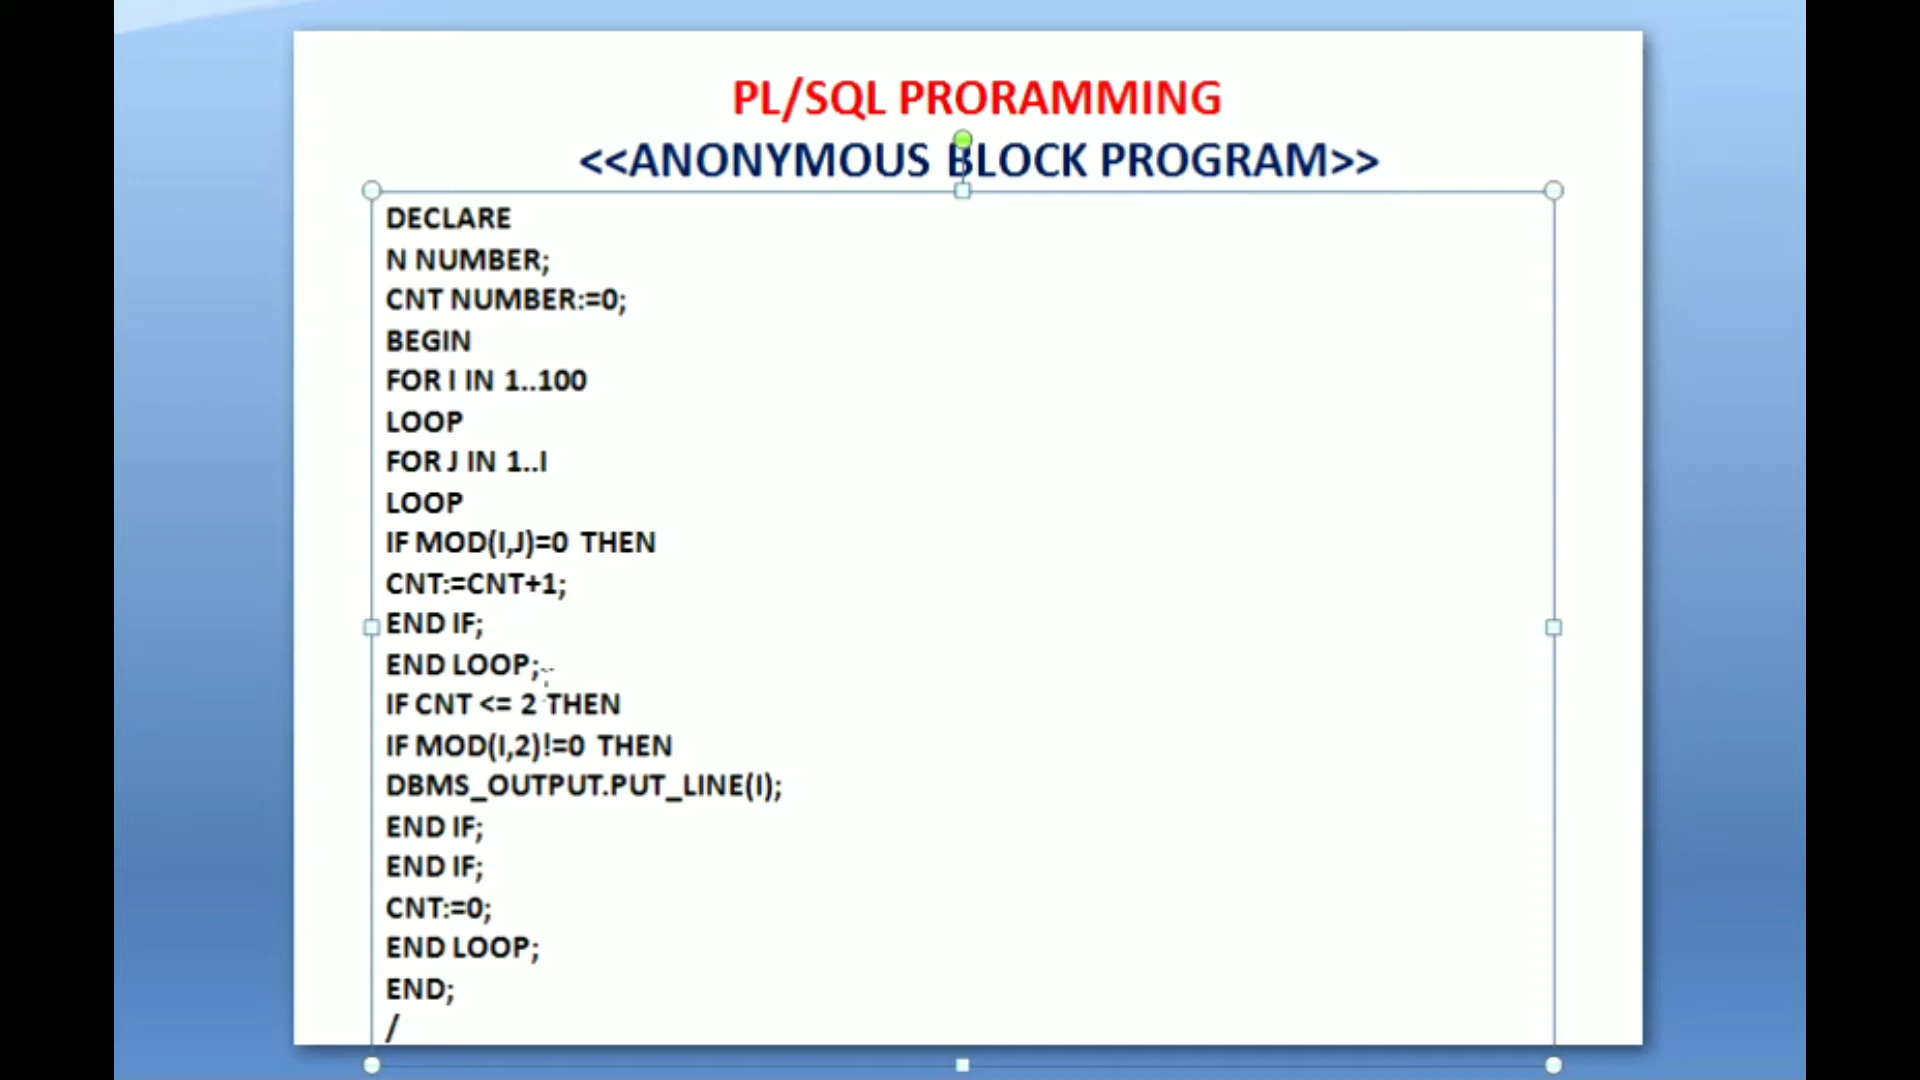 PL/SQL PRORAMMING
<<ANONYMOUS BLOCK PROGRAM>>
DECLARE
N NUMBER;
CNT NUMBER:=0;
BEGIN
FOR I IN 1..100
LOOP
FOR J IN 1..I
LOOP
IF MOD(I,J)=0 THEN
CNT:=CNT+1;
END IF;
END LOOP;
IF CNT <= 2 THEN
IF MOD(I,2)!=0 THEN
DBMS_OUTPUT.PUT_LINE(I);
END IF;
END IF;
CNT:=0;
END LOOP;
END;
/